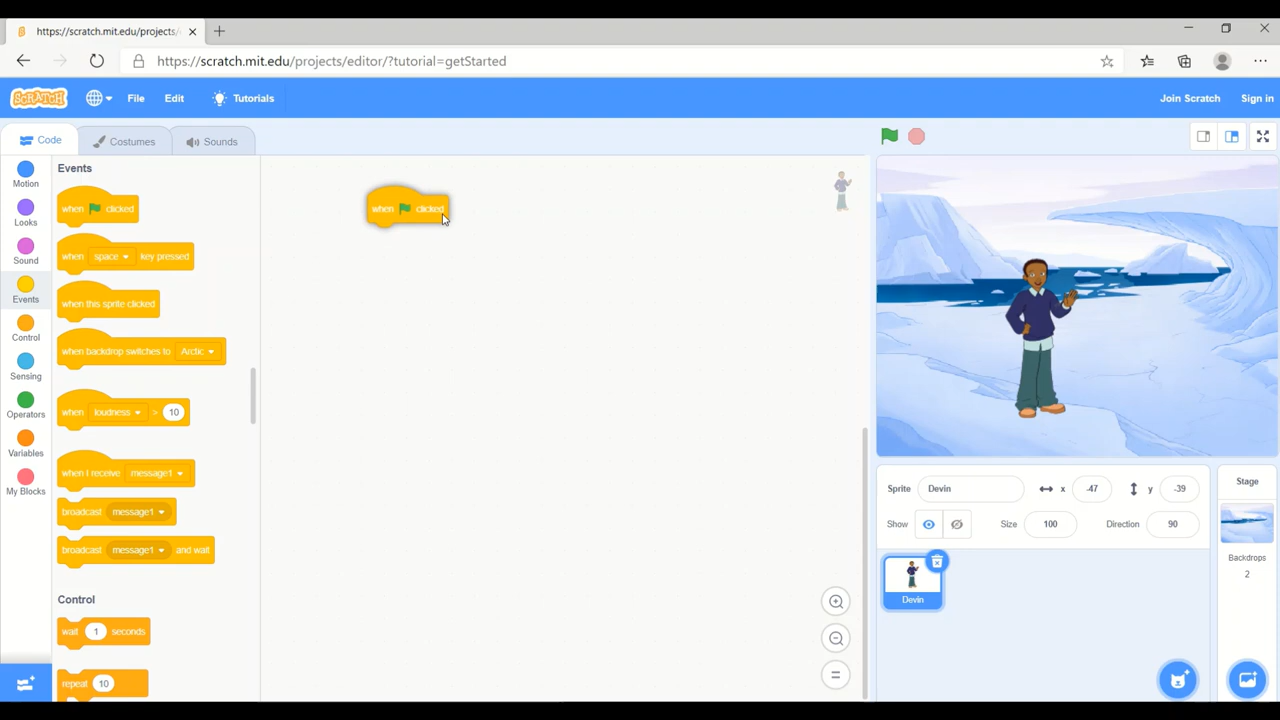 https://scratch.mit.edu/projects/
https://scratch.mit.edu/projects/editor/?tutorial=getStarted
SCRATCH File Edit Tutorials Join Scratch Sign in
Code Costumes Sounds
Motion
Looks
Sound
Events
Control
Sensing
Operators
Variables
My Blocks
Events
when clicked
when space key pressed
when this sprite clicked
when backdrop switches to Arctic
when loudness > 10
when I receive message1
broadcast message1
broadcast message1 and wait
Control
wait 1 seconds
repeat 10
when clicked
Sprite Devin x -47 y -39
Show Size 100 Direction 90
Devin
Stage
Backdrops
2